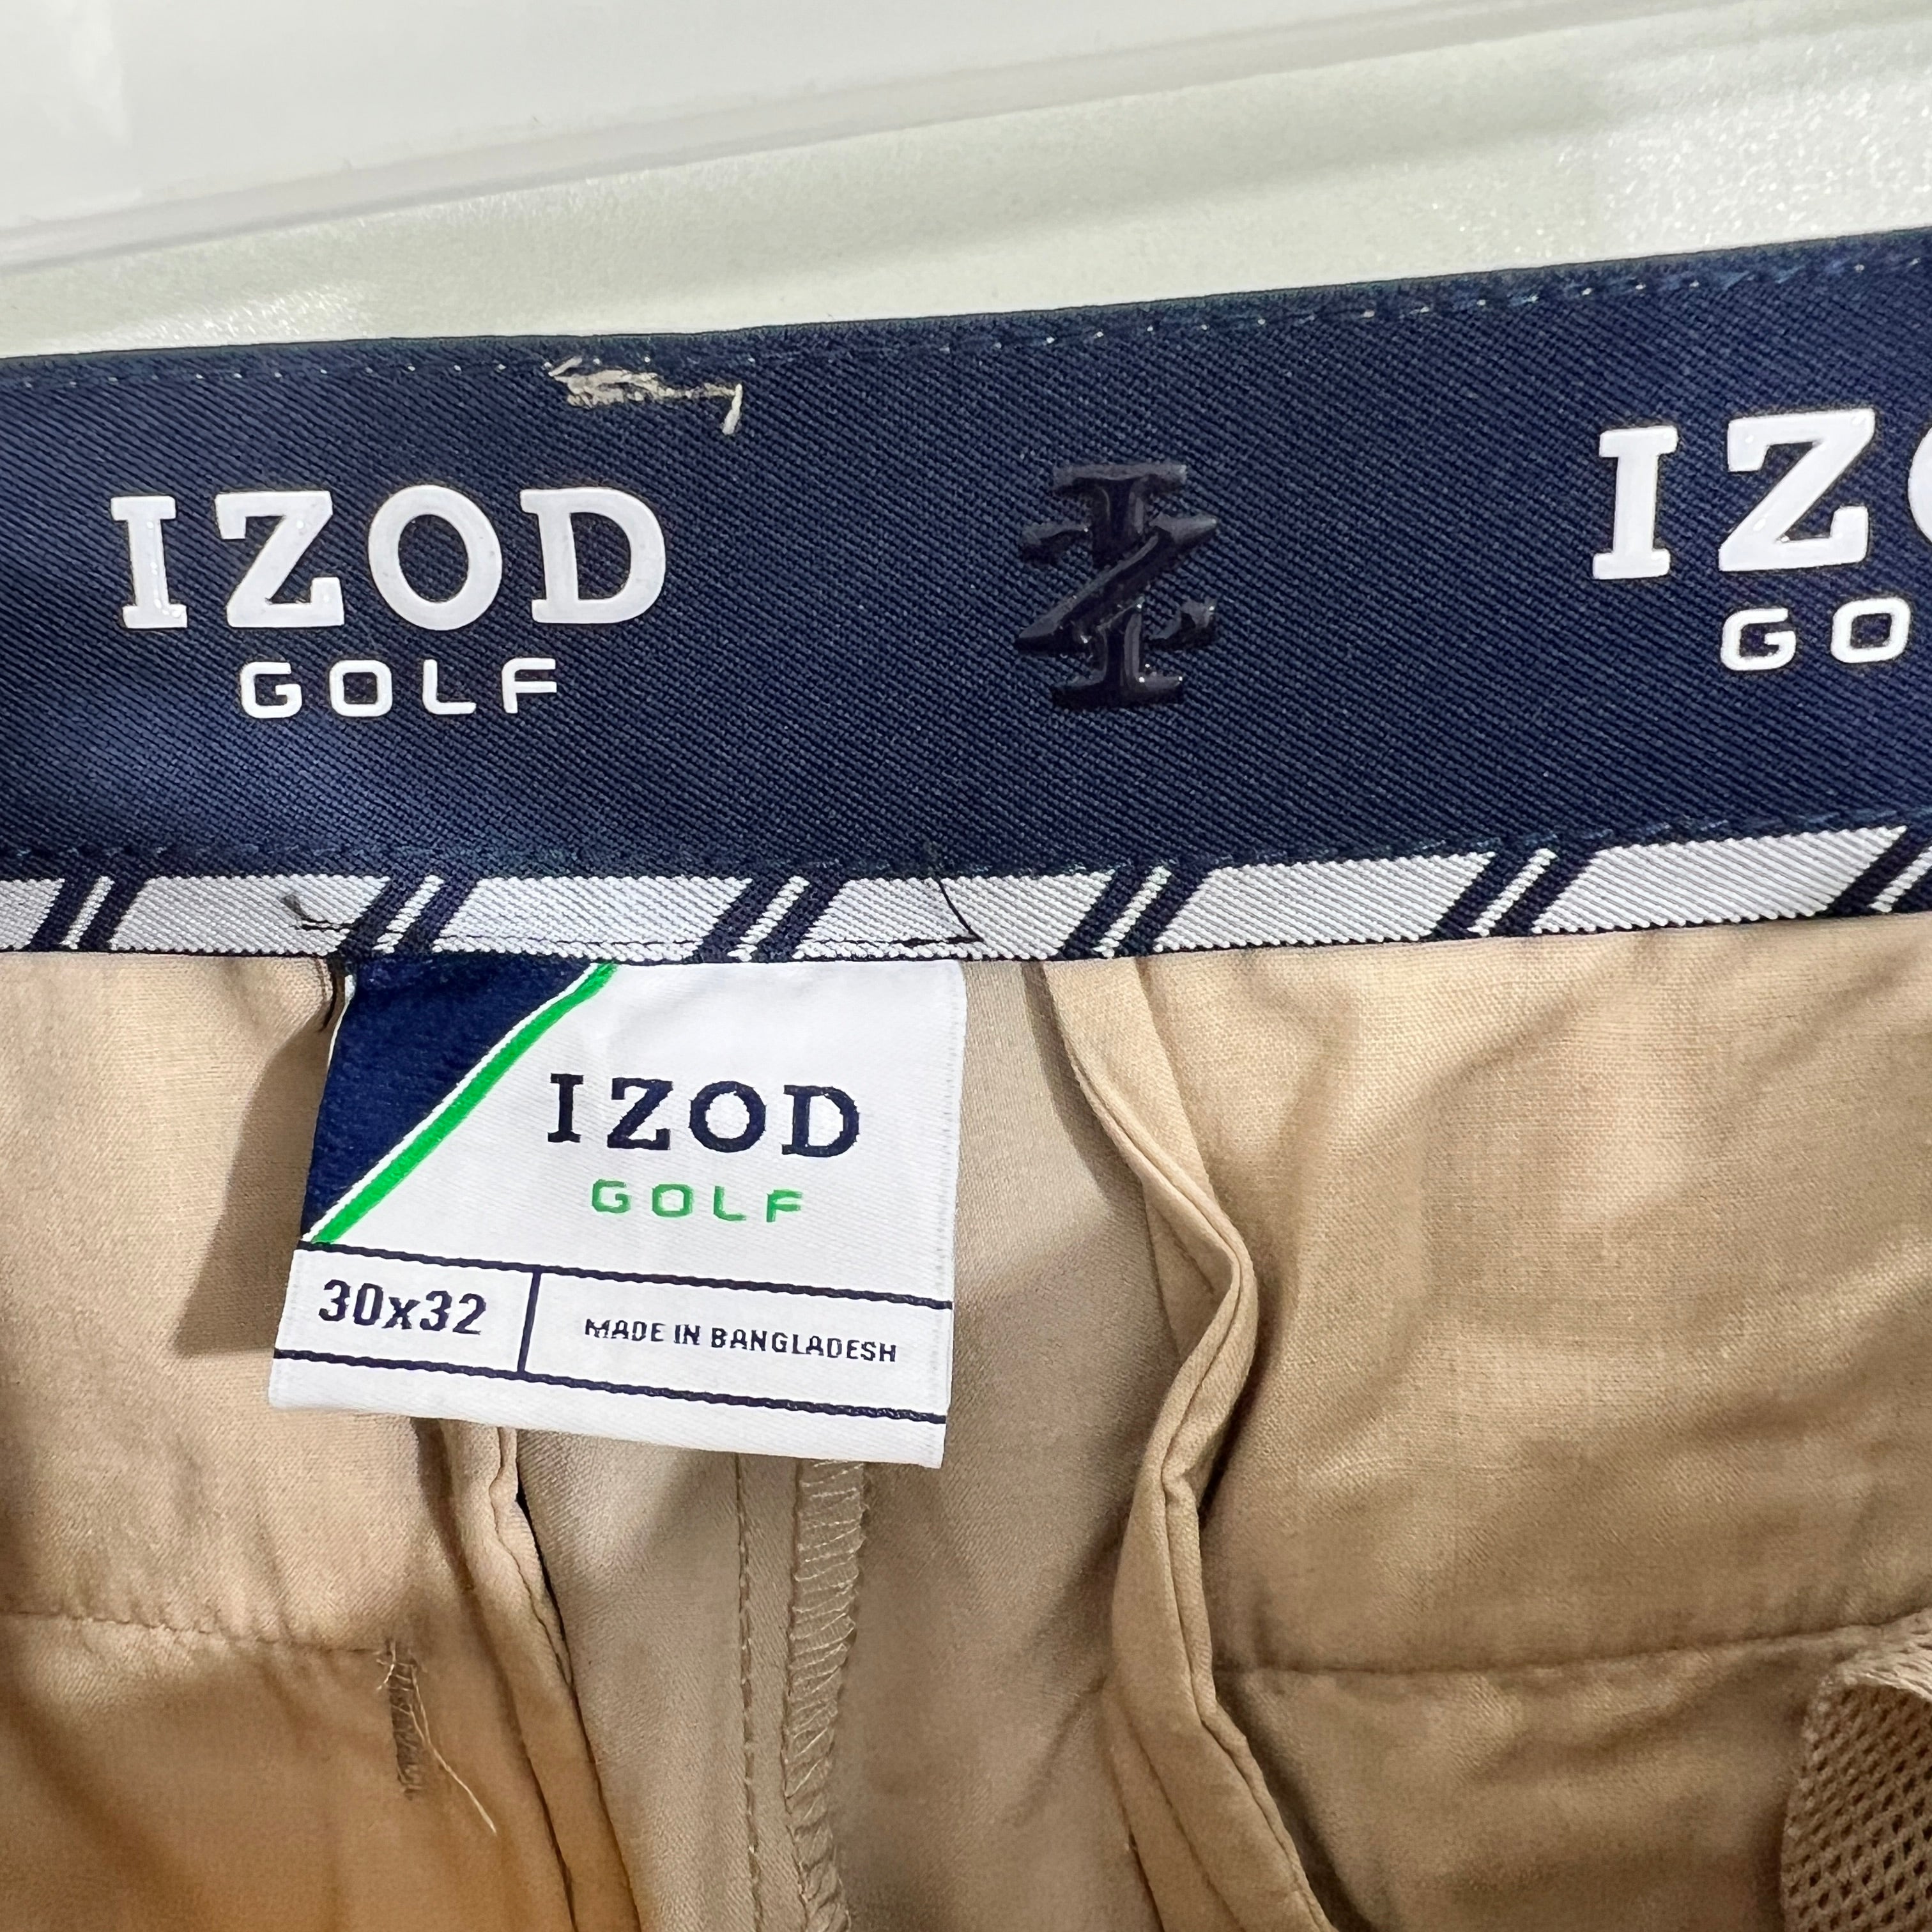 IZOD
GOLF
IZ
GO
IZOD
GOLF
30x32
MADE IN BANGLADESH